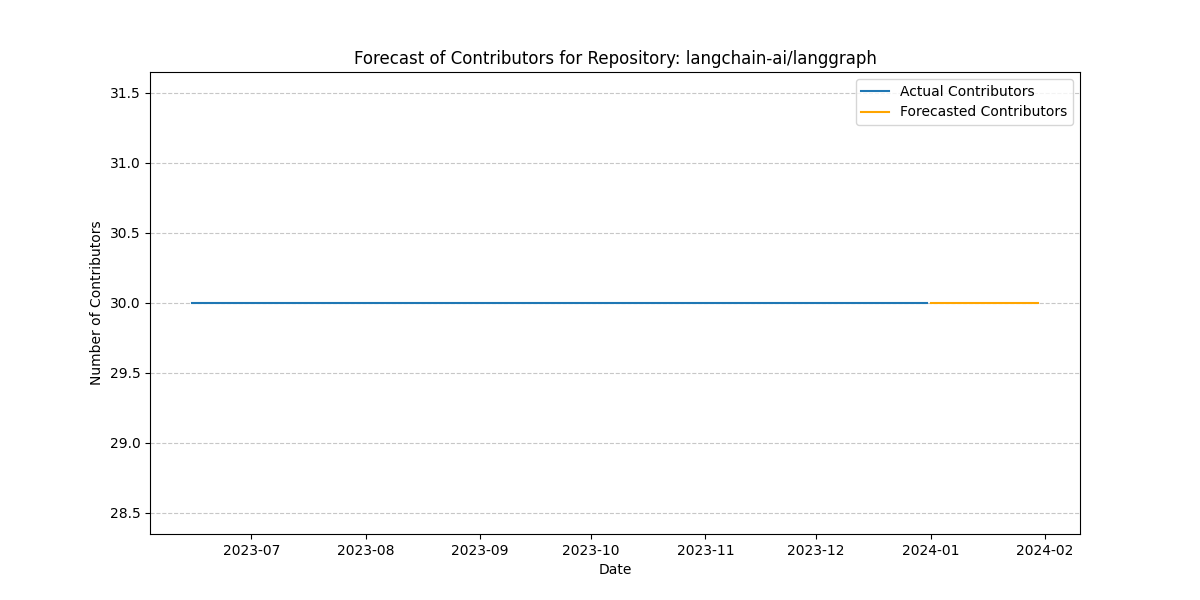 Forecast of Contributors for Repository: langchain-ai/langgraph
Actual Contributors
Forecasted Contributors
31.5
31.0
30.5
30.0
29.5
29.0
28.5
Number of Contributors
2023-07 2023-08 2023-09 2023-10 2023-11 2023-12 2024-01 2024-02
Date